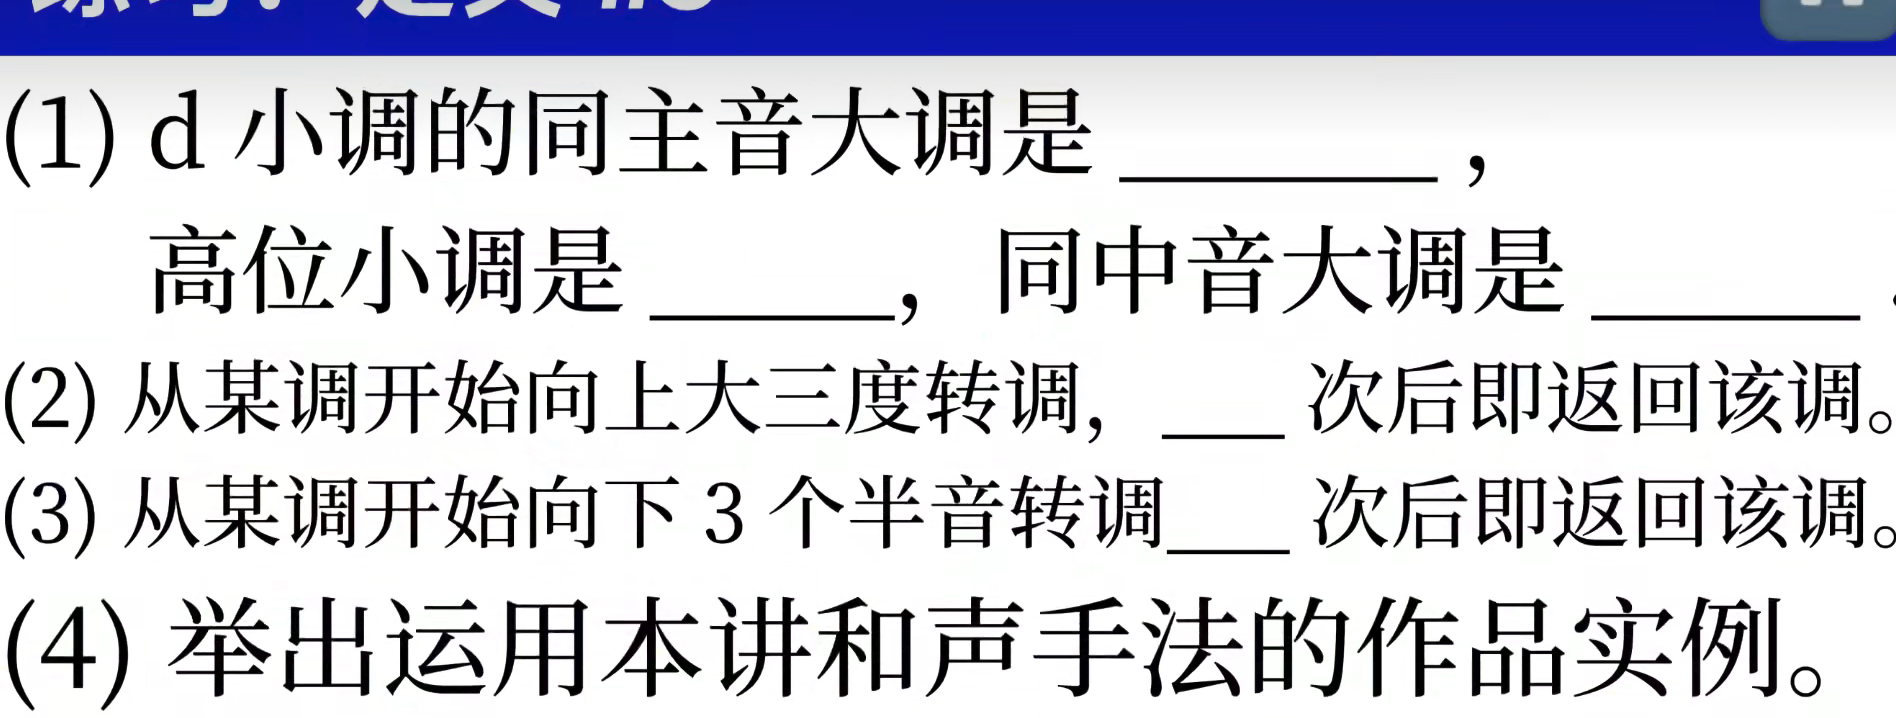 (1) d 小调的同主音大调是 ______ ,
高位小调是 _____, 同中音大调是 _____ .
(2) 从某调开始向上大三度转调, ___ 次后即返回该调。
(3) 从某调开始向下 3 个半音转调___ 次后即返回该调。
(4) 举出运用本讲和声手法的作品实例。